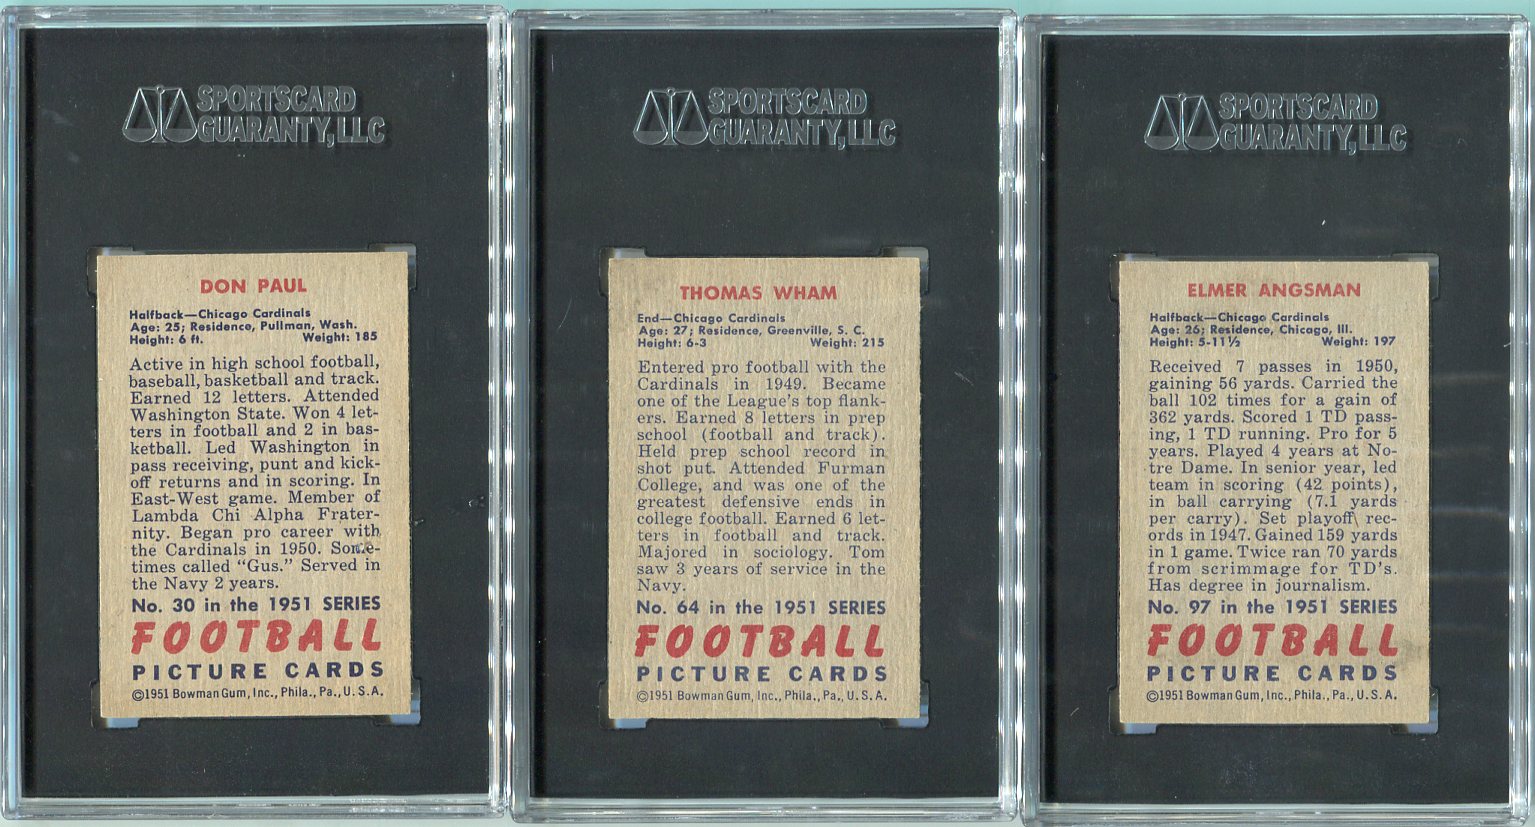 SPORTSCARD
GUARANTY, LLC
DON PAUL
Halfback—Chicago Cardinals
Age: 25; Residence, Pullman, Wash.
Height: 6 ft. Weight: 185
Active in high school football,
baseball, basketball and track.
Earned 12 letters. Attended
Washington State. Won 4 let-
ters in football and 2 in bas-
ketball. Led Washington in
pass receiving, punt and kick-
off returns and in scoring. In
East-West game. Member of
Lambda Chi Alpha Frater-
nity. Began pro career with
the Cardinals in 1950. Some-
times called "Gus." Served in
the Navy 2 years.
No. 30 in the 1951 SERIES
FOOTBALL
PICTURE CARDS
©1951 Bowman Gum, Inc., Phila., Pa., U.S.A.
SPORTSCARD
GUARANTY, LLC
THOMAS WHAM
End—Chicago Cardinals
Age: 27; Residence, Greenville, S. C.
Height: 6-3 Weight: 215
Entered pro football with the
Cardinals in 1949. Became
one of the League's top flank-
ers. Earned 8 letters in prep
school (football and track).
Held prep school record in
shot put. Attended Furman
College, and was one of the
greatest defensive ends in
college football. Earned 6 let-
ters in football and track.
Majored in sociology. Tom
saw 3 years of service in the
Navy.
No. 64 in the 1951 SERIES
FOOTBALL
PICTURE CARDS
©1951 Bowman Gum, Inc., Phila., Pa., U.S.A.
SPORTSCARD
GUARANTY, LLC
ELMER ANGSMAN
Halfback—Chicago Cardinals
Age: 26; Residence, Chicago, Ill.
Height: 5-11½ Weight: 197
Received 7 passes in 1950,
gaining 56 yards. Carried the
ball 102 times for a gain of
362 yards. Scored 1 TD pass-
ing, 1 TD running. Pro for 5
years. Played 4 years at No-
tre Dame. In senior year, led
team in scoring (42 points),
in ball carrying (7.1 yards
per carry). Set playoff rec-
ords in 1947. Gained 159 yards
in 1 game. Twice ran 70 yards
from scrimmage for TD's.
Has degree in journalism.
No. 97 in the 1951 SERIES
FOOTBALL
PICTURE CARDS
©1951 Bowman Gum, Inc., Phila., Pa., U.S.A.